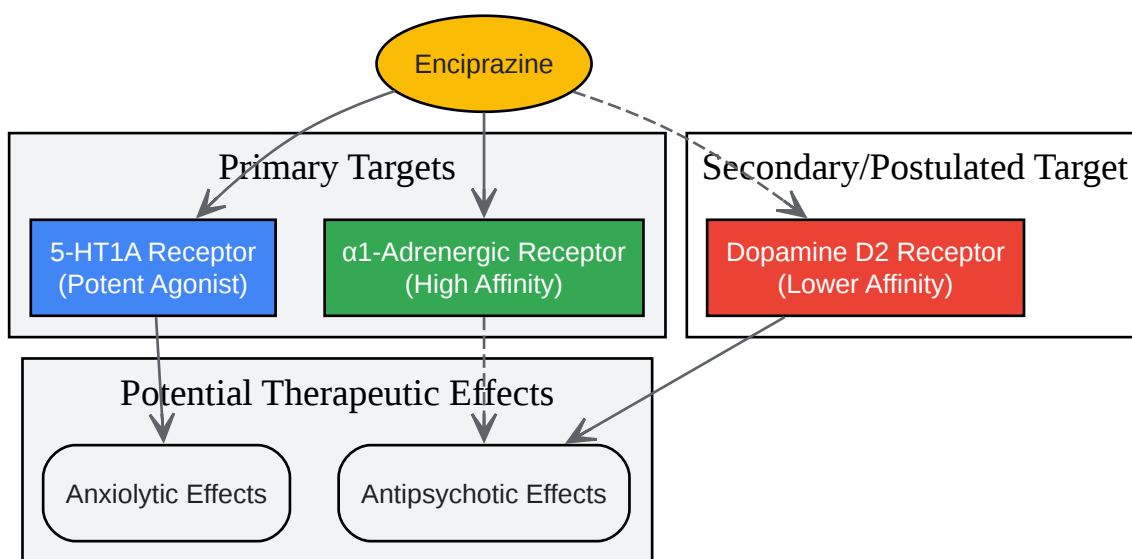 Enciprazine
Primary Targets
Secondary/Postulated Target
5-HT1A Receptor
(Potent Agonist)
α1-Adrenergic Receptor
(High Affinity)
Dopamine D2 Receptor
(Lower Affinity)
Potential Therapeutic Effects
Anxiolytic Effects
Antipsychotic Effects